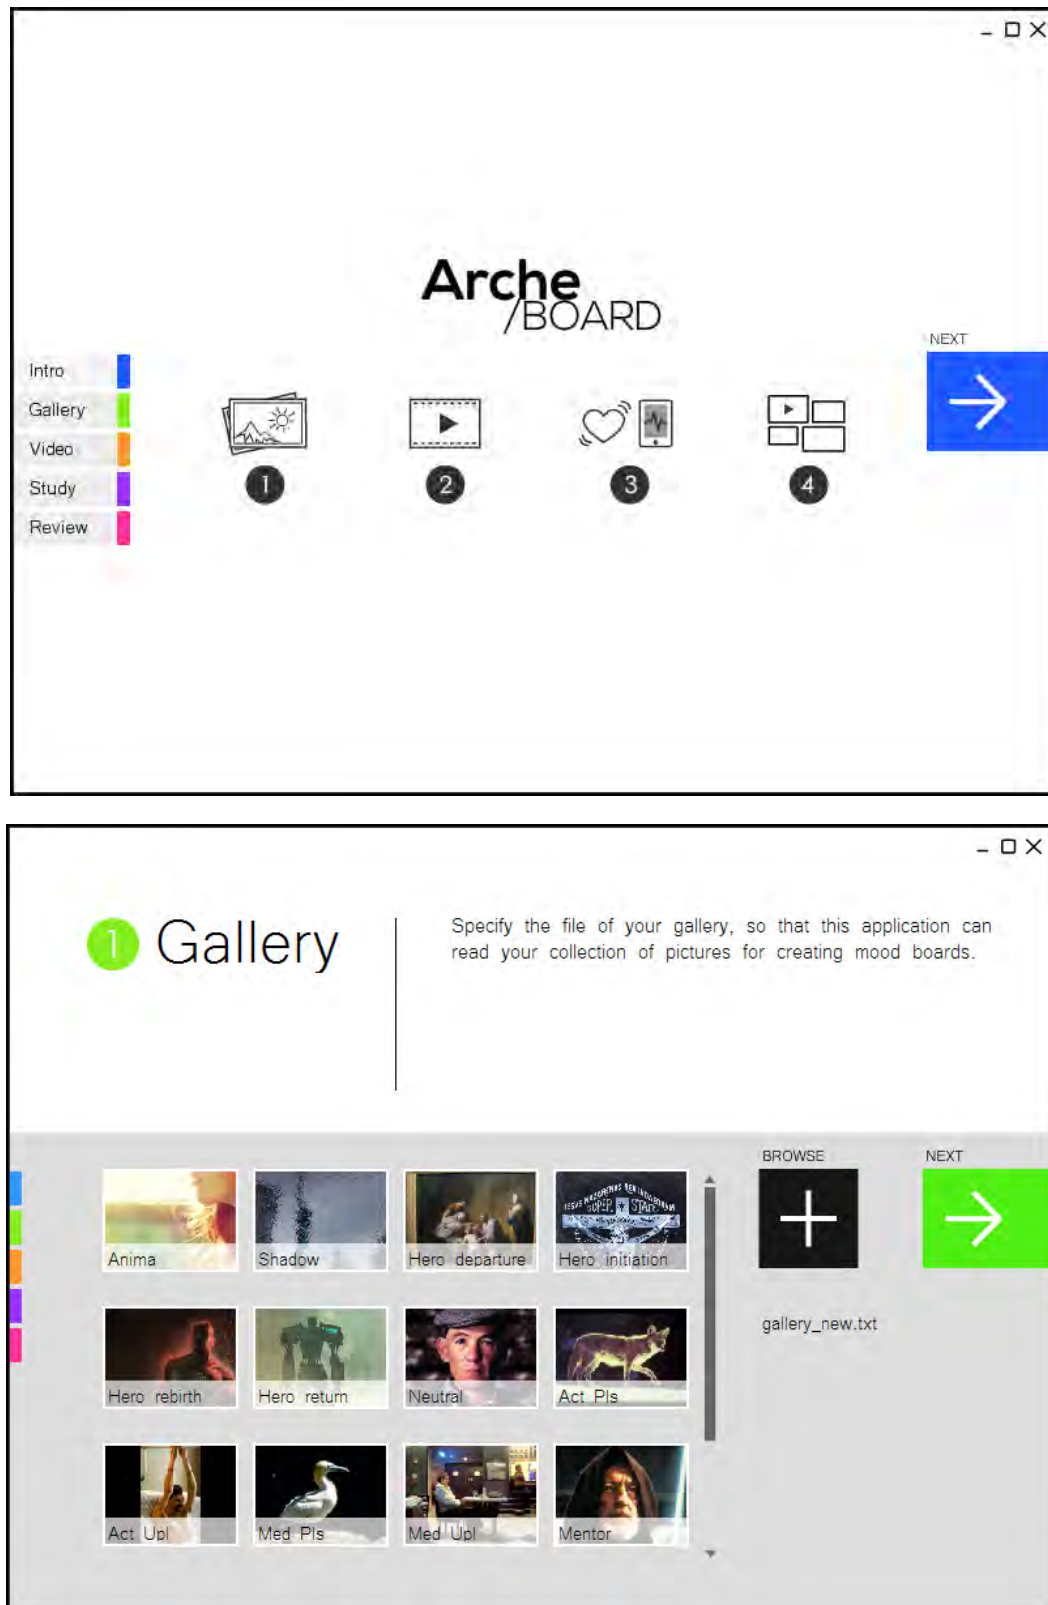 Arche
/BOARD
NEXT
Intro
Gallery
Video
Study
Review
1
2
3
4
1 Gallery
Specify the file of your gallery, so that this application can
read your collection of pictures for creating mood boards.
BROWSE
NEXT
Anima
Shadow
Hero departure
Hero initiation
gallery_new.txt
Hero rebirth
Hero return
Neutral
Act Pls
Act Upl
Med Pls
Med Upl
Mentor